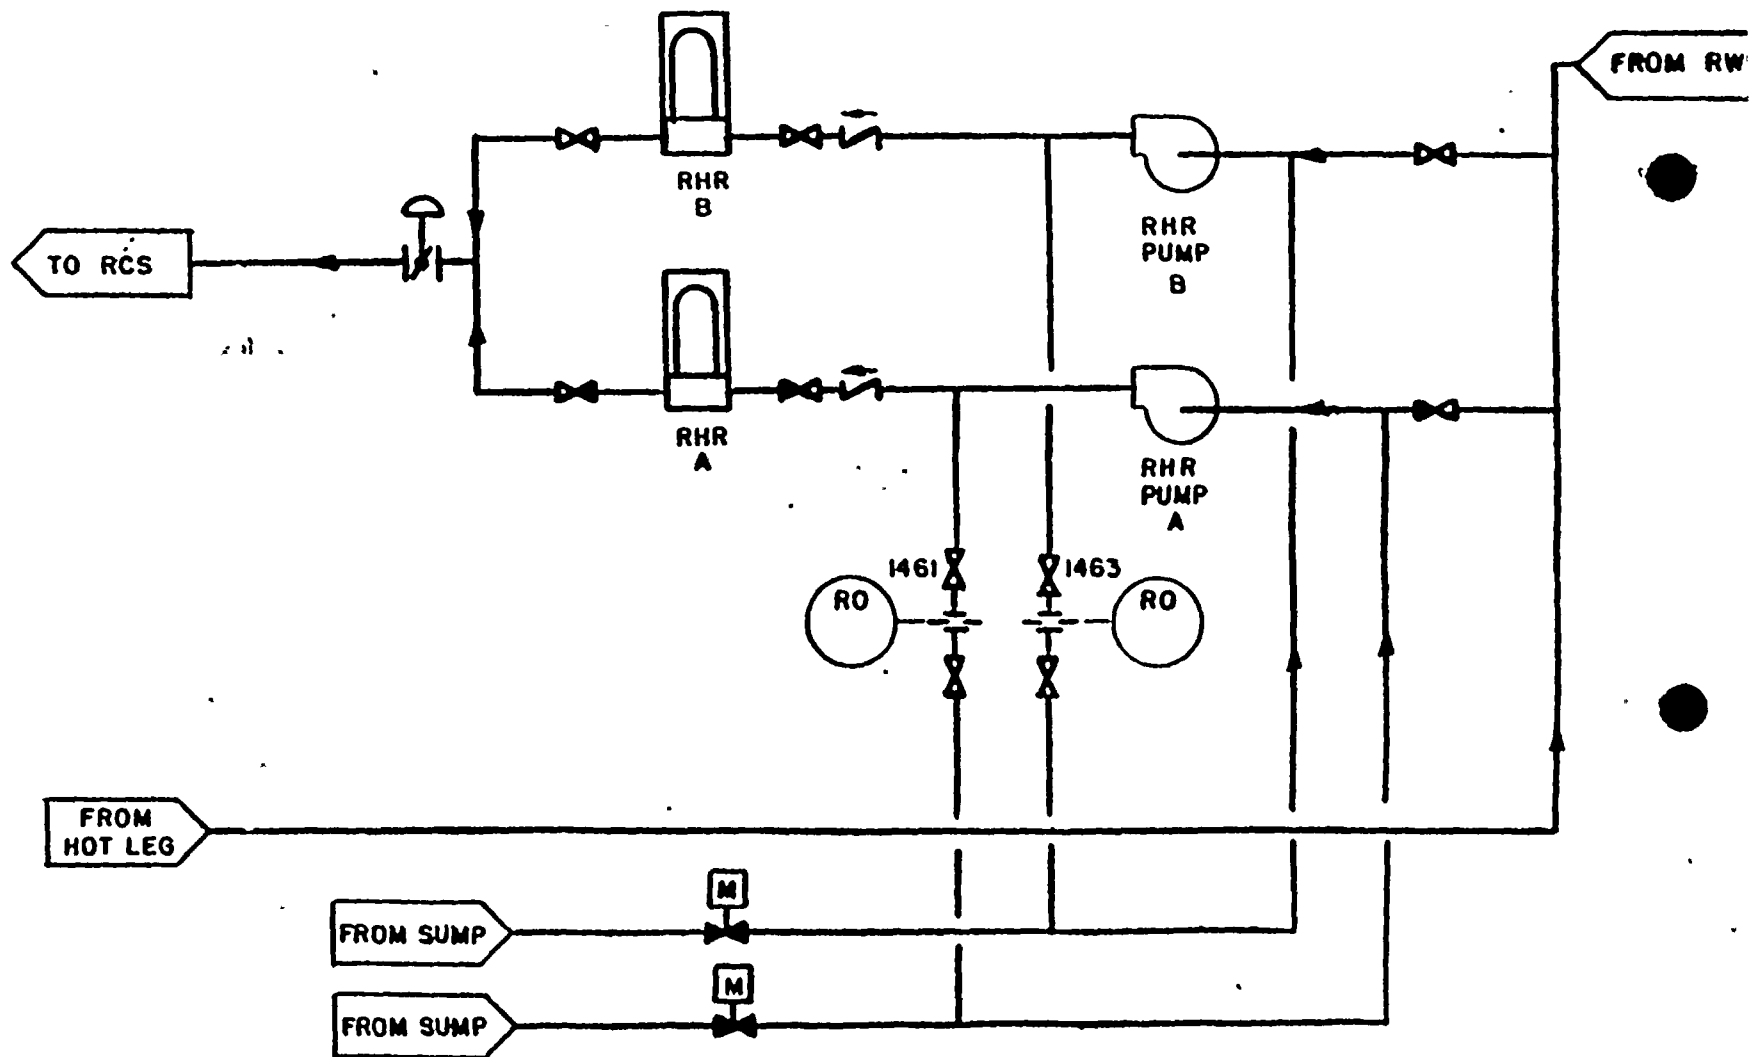 FROM
RHR
B
RHR
PUMP
B
TO RCS
RHR
A
RHR
PUMP
A
1461
1463
RO
RO
FROM
HOT LEG
M
FROM SUMP
M
FROM SUMP